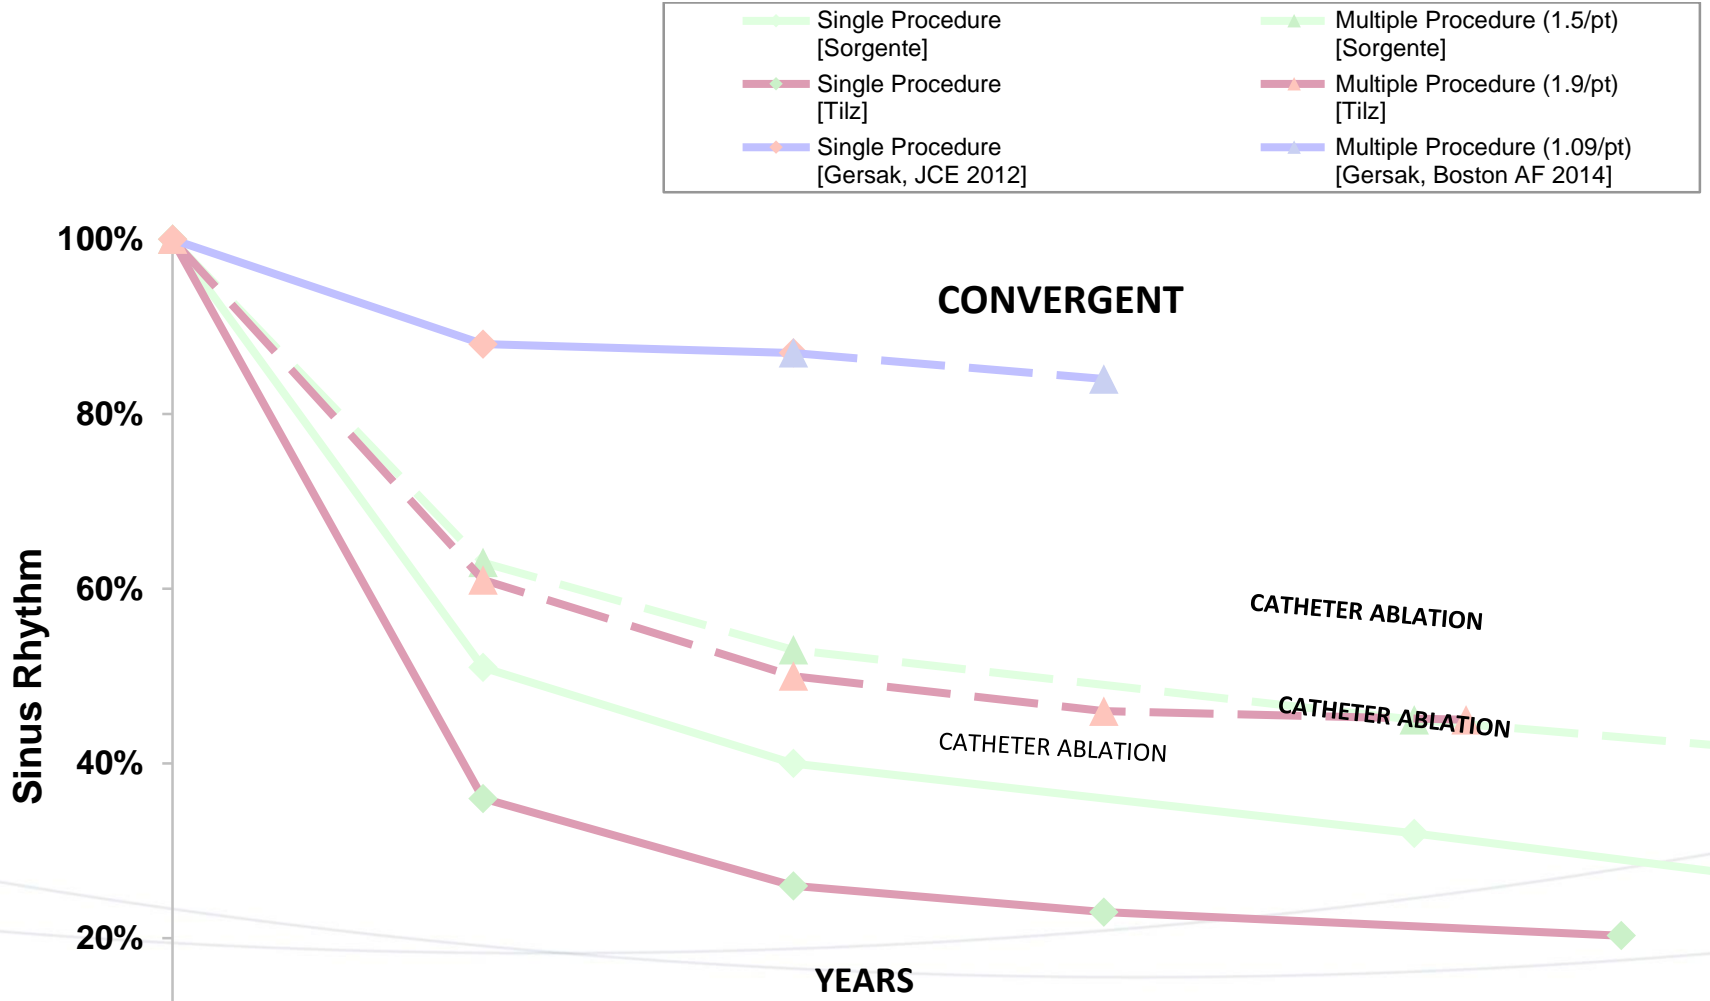 Single Procedure
[Sorgente]
Multiple Procedure (1.5/pt)
[Sorgente]
Single Procedure
[Tilz]
Multiple Procedure (1.9/pt)
[Tilz]
Single Procedure
[Gersak, JCE 2012]
Multiple Procedure (1.09/pt)
[Gersak, Boston AF 2014]
100%
CONVERGENT
80%
60%
CATHETER ABLATION
CATHETER ABLATION
CATHETER ABLATION
40%
20%
Sinus Rhythm
YEARS